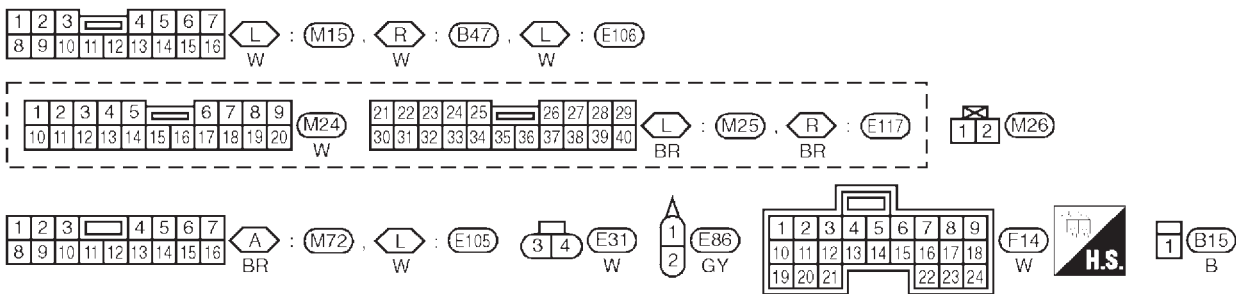 1 2 3 4 5 6 7
8 9 10 11 12 13 14 15 16
L : M15 , R : B47 , L : E106
W W W
1 2 3 4 5 6 7 8 9
10 11 12 13 14 15 16 17 18 19 20
M24
W
21 22 23 24 25 26 27 28 29
30 31 32 33 34 35 36 37 38 39 40
L : M25 , R : E117
BR BR
1 2 M26
1 2 3 4 5 6 7
8 9 10 11 12 13 14 15 16
A : M72 , L : E105
BR W
3 4 E31
W
1
2
E86
GY
1 2 3 4 5 6 7 8 9
10 11 12 13 14 15 16 17 18
19 20 21 22 23 24
F14
W
H.S.
1 B15
B